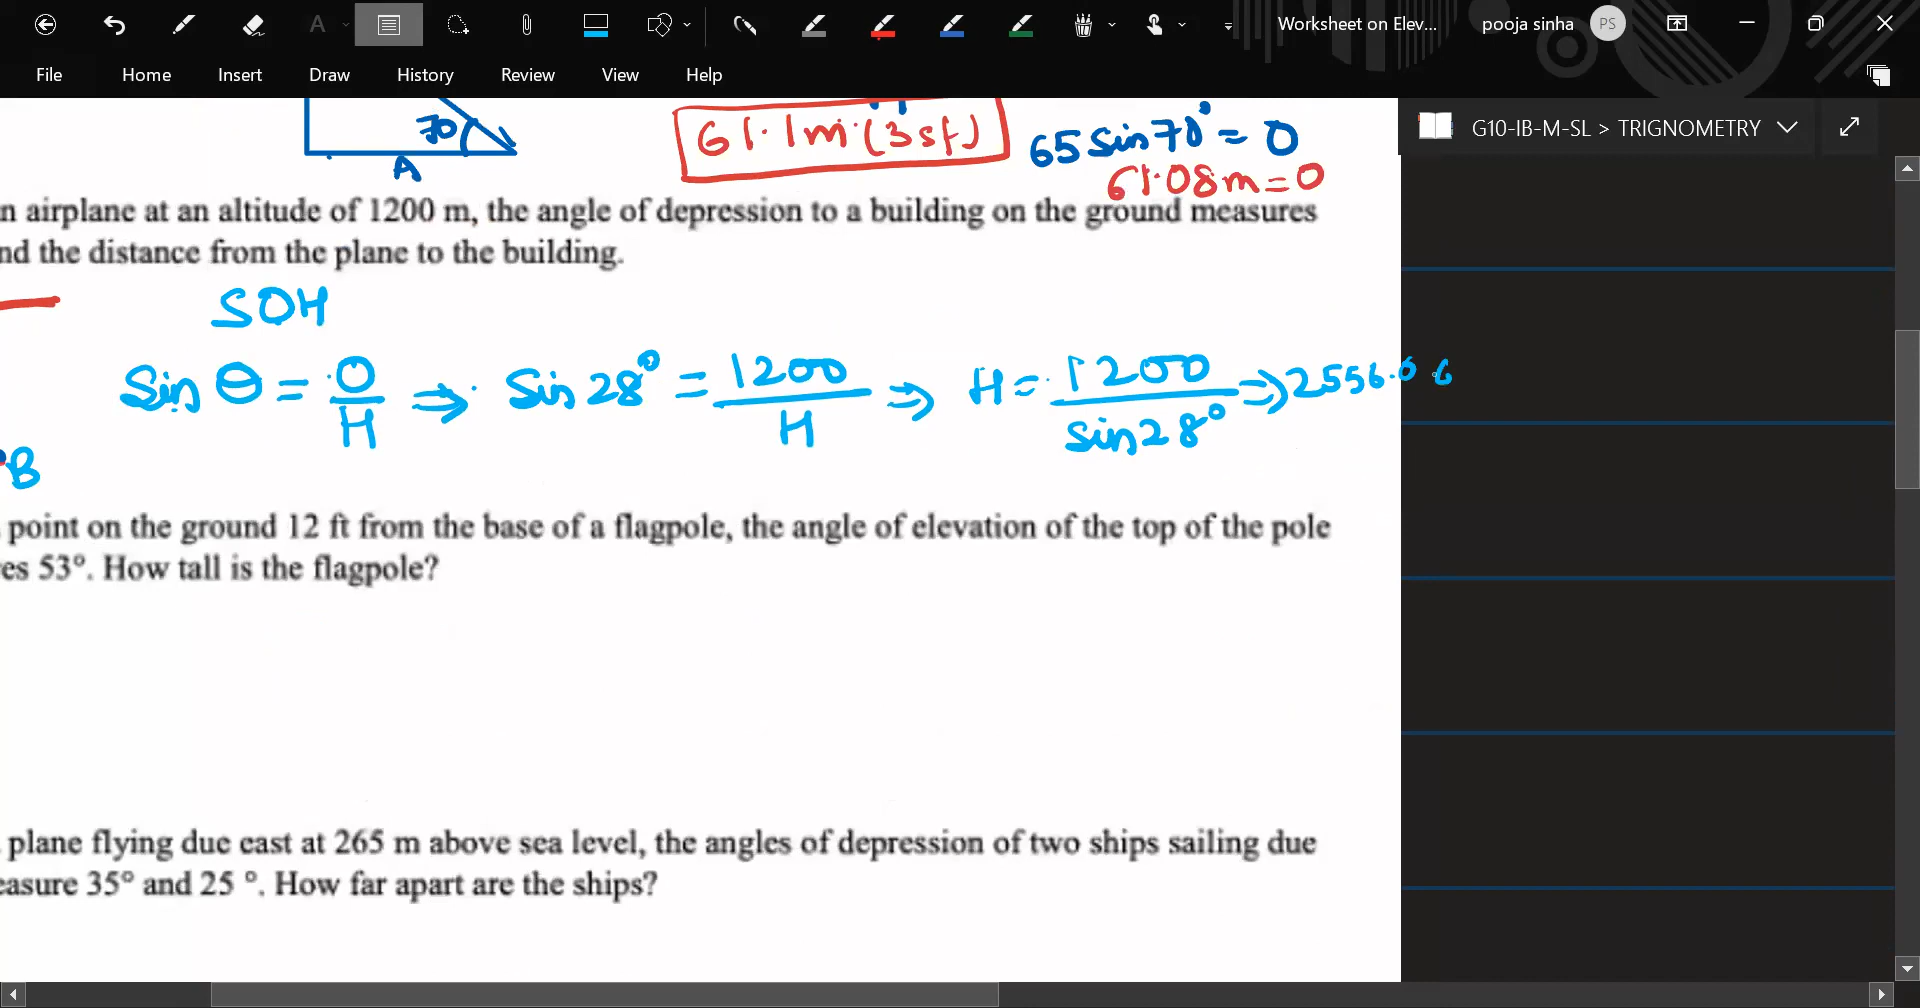 Worksheet on Elev... pooja sinha PS
File Home Insert Draw History Review View Help
G10-IB-M-SL > TRIGNOMETRY
70
A
61.1m.(3sf)
65 sin70° = O
61.08m = O
n airplane at an altitude of 1200 m, the angle of depression to a building on the ground measures
nd the distance from the plane to the building.
SOH
Sin θ = O/H ⇒ Sin 28° = 1200/H ⇒ H = 1200/sin28° ⇒ 2556.06
B
point on the ground 12 ft from the base of a flagpole, the angle of elevation of the top of the pole
es 53°. How tall is the flagpole?
plane flying due east at 265 m above sea level, the angles of depression of two ships sailing due
easure 35° and 25 °. How far apart are the ships?